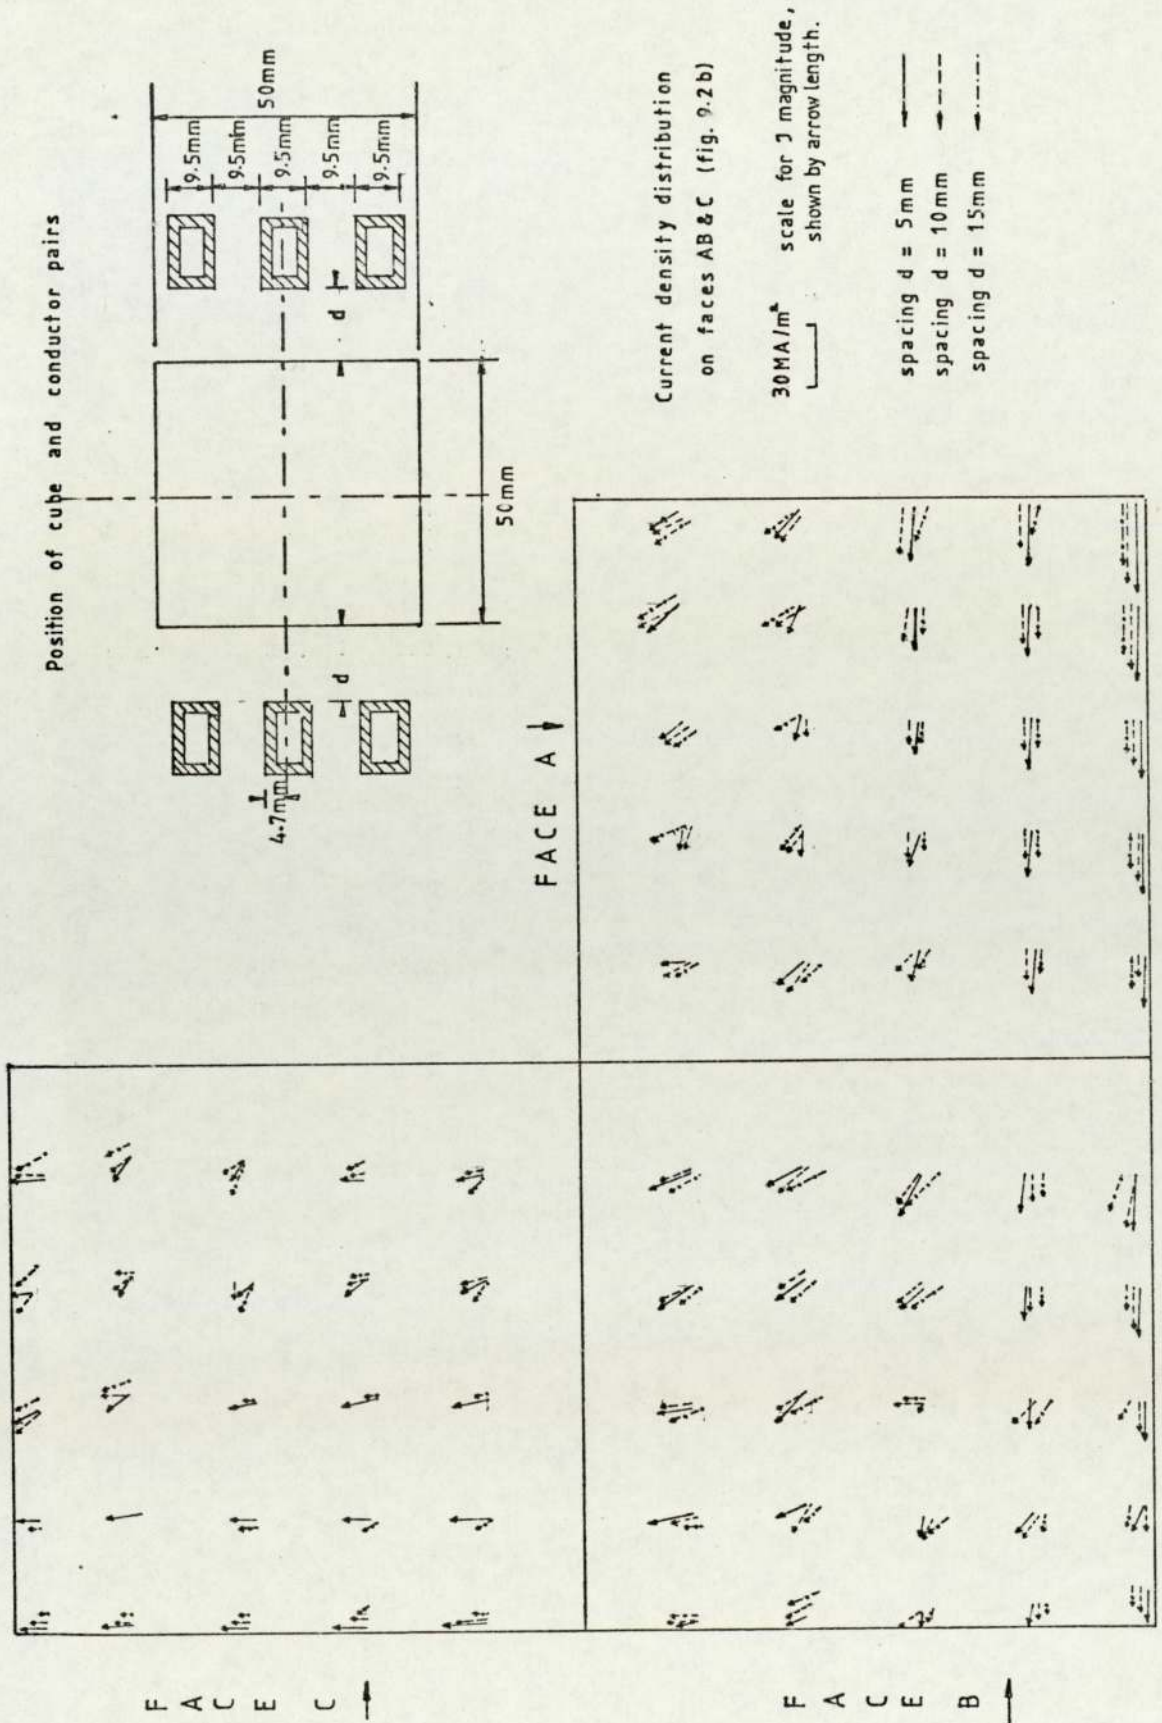 Position of cube and conductor pairs
50mm
9.5mm
9.5mm
9.5mm
9.5mm
9.5mm
d
d
4.7mm
50mm
FACE A
FACE C
FACE B
Current density distribution
on faces AB&C (fig. 9.2b)
30MA/m² scale for J magnitude,
shown by arrow length.
spacing d = 5mm
spacing d = 10mm
spacing d = 15mm